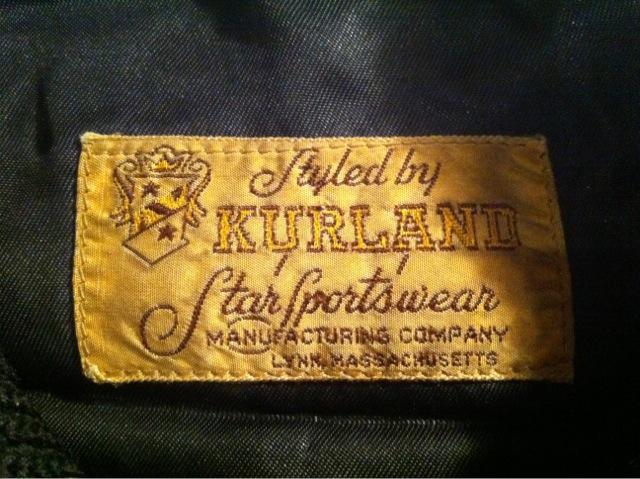 Styled by
KURLAND
Star Sportswear
MANUFACTURING COMPANY
LYNN, MASSACHUSETTS